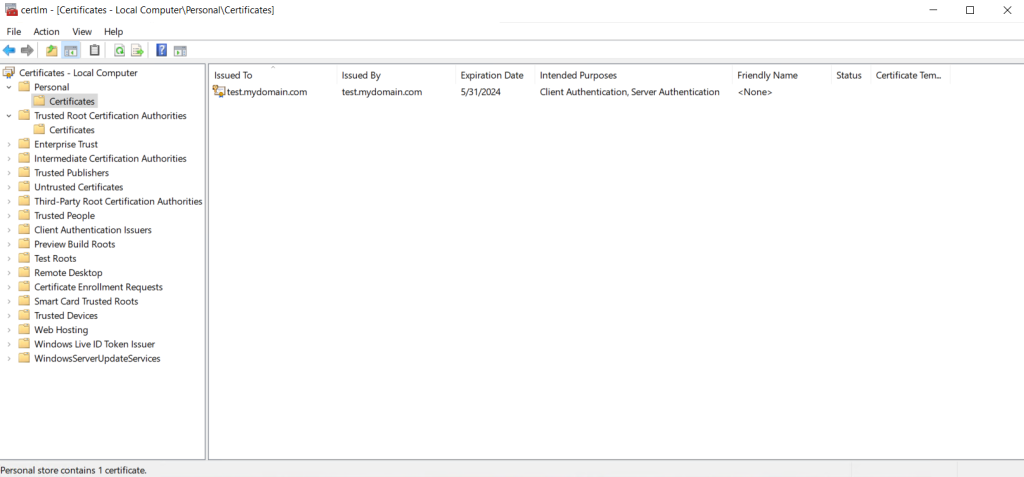 certlm - [Certificates - Local Computer\Personal\Certificates]
File Action View Help
Certificates - Local Computer
Personal
Certificates
Trusted Root Certification Authorities
Certificates
Enterprise Trust
Intermediate Certification Authorities
Trusted Publishers
Untrusted Certificates
Third-Party Root Certification Authorities
Trusted People
Client Authentication Issuers
Preview Build Roots
Test Roots
Remote Desktop
Certificate Enrollment Requests
Smart Card Trusted Roots
Trusted Devices
Web Hosting
Windows Live ID Token Issuer
WindowsServerUpdateServices
Issued To Issued By Expiration Date Intended Purposes Friendly Name Status Certificate Tem...
test.mydomain.com test.mydomain.com 5/31/2024 Client Authentication, Server Authentication <None>
Personal store contains 1 certificate.